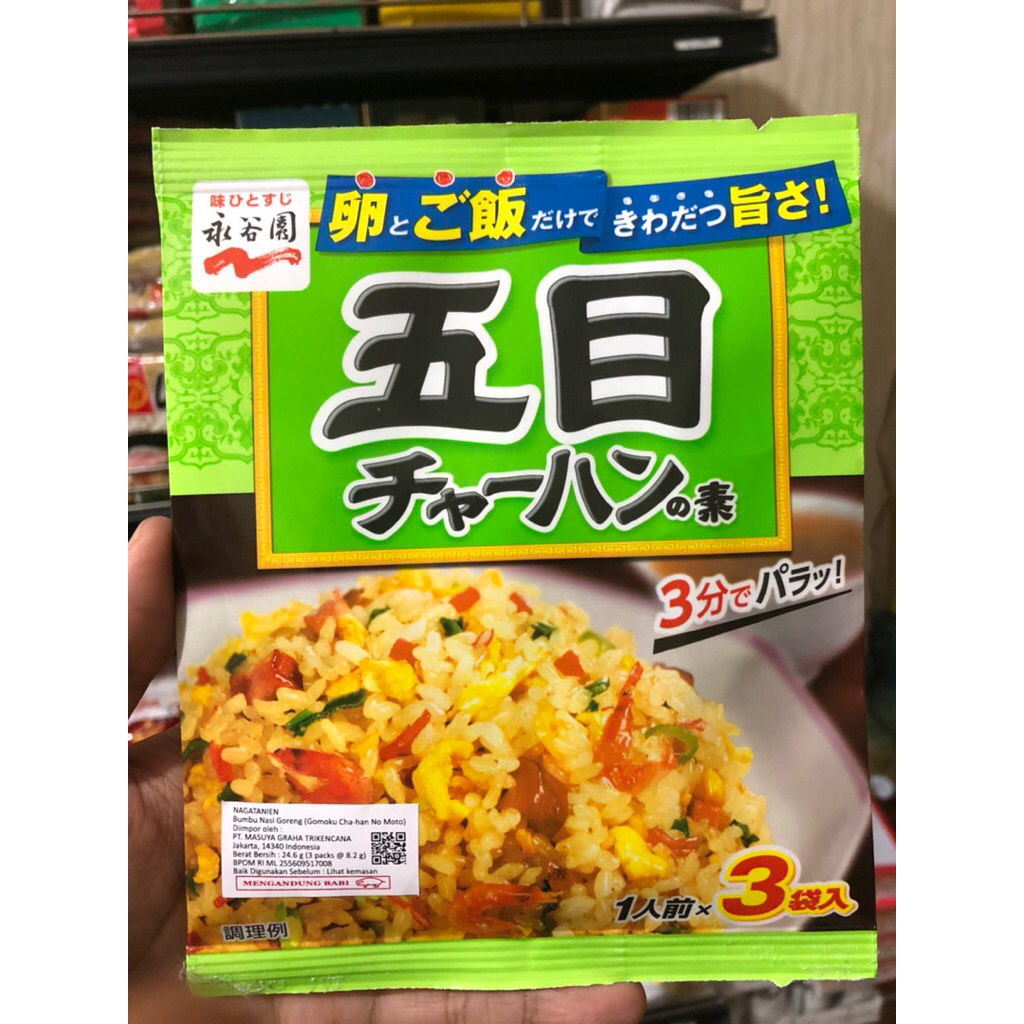 味ひとすじ
永谷園
卵とご飯だけで きわだつ旨さ!
五目
チャーハンの素
3分でパラッ!
NAGATANIEN
Bumbu Nasi Goreng (Gomoku Cha-han No Moto)
Diimpor oleh :
PT. MASUYA GRAHA TRIKENCANA
Jakarta, 14340 Indonesia
Berat Bersih : 24.6 g (3 packs @ 8.2 g)
BPOM RI ML 255609517008
Baik Digunakan Sebelum : Lihat kemasan
MENGANDUNG BABI
1人前×3袋入
調理例